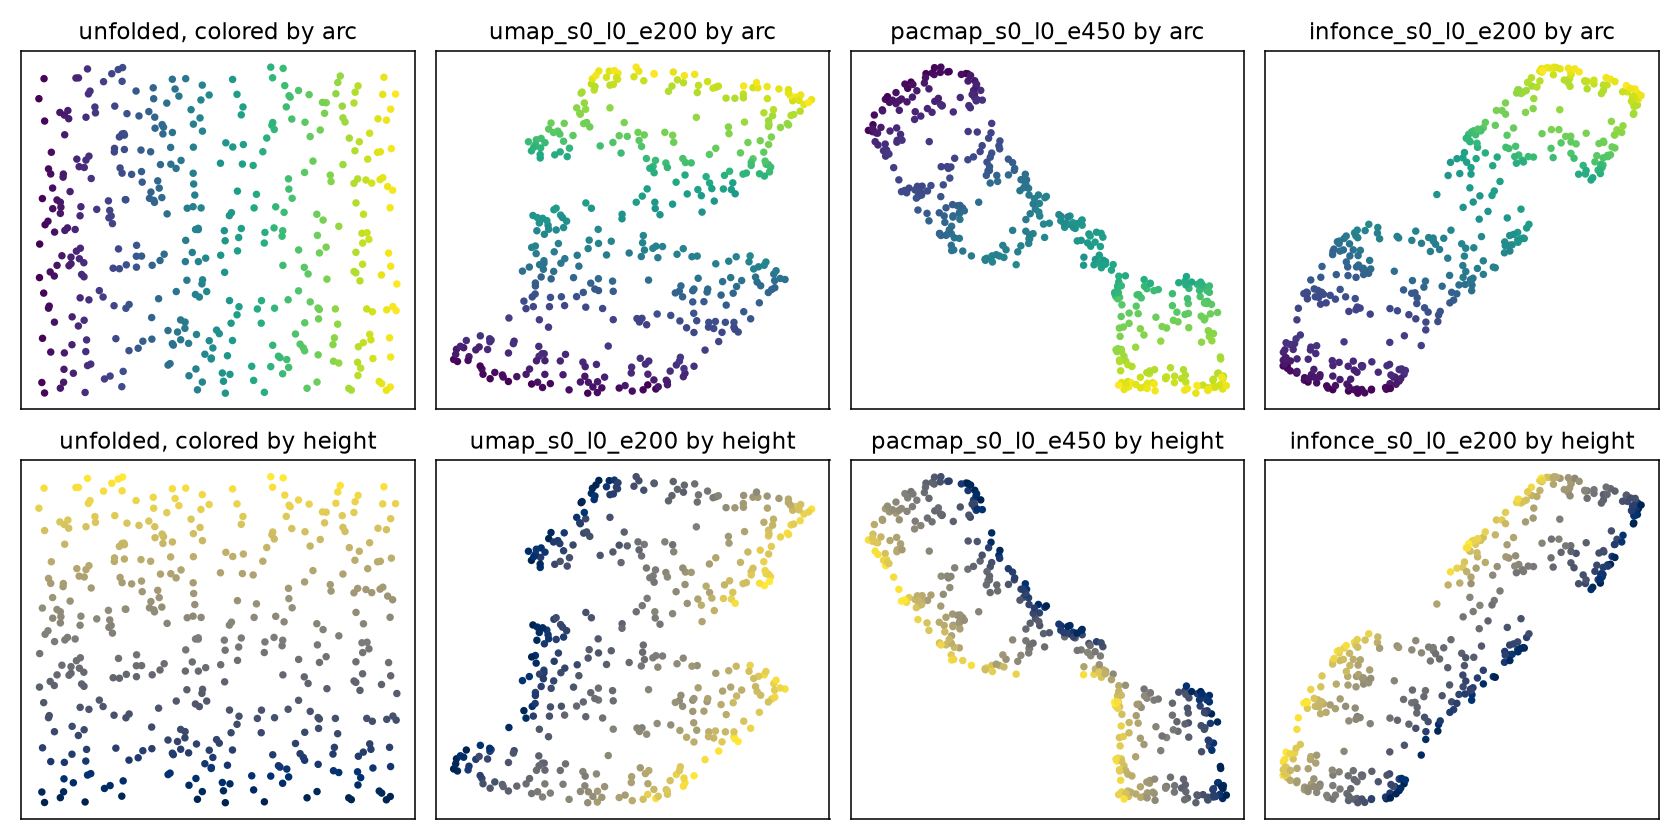 unfolded, colored by arc
umap_s0_l0_e200 by arc
pacmap_s0_l0_e450 by arc
infonce_s0_l0_e200 by arc
unfolded, colored by height
umap_s0_l0_e200 by height
pacmap_s0_l0_e450 by height
infonce_s0_l0_e200 by height